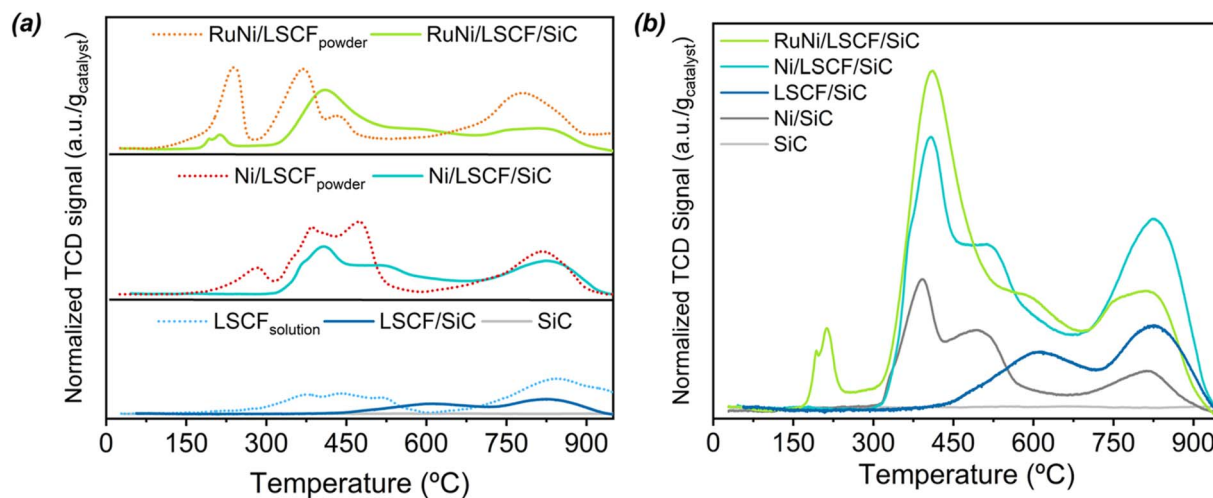 (a)
RuNi/LSCFpowder RuNi/LSCF/SiC
Ni/LSCFpowder Ni/LSCF/SiC
LSCFsolution LSCF/SiC SiC
Normalized TCD signal (a.u./gcatalyst)
0 150 300 450 600 750 900
Temperature (ºC)
(b)
RuNi/LSCF/SiC
Ni/LSCF/SiC
LSCF/SiC
Ni/SiC
SiC
Normalized TCD Signal (a.u./gcatalyst)
0 150 300 450 600 750 900
Temperature (ºC)